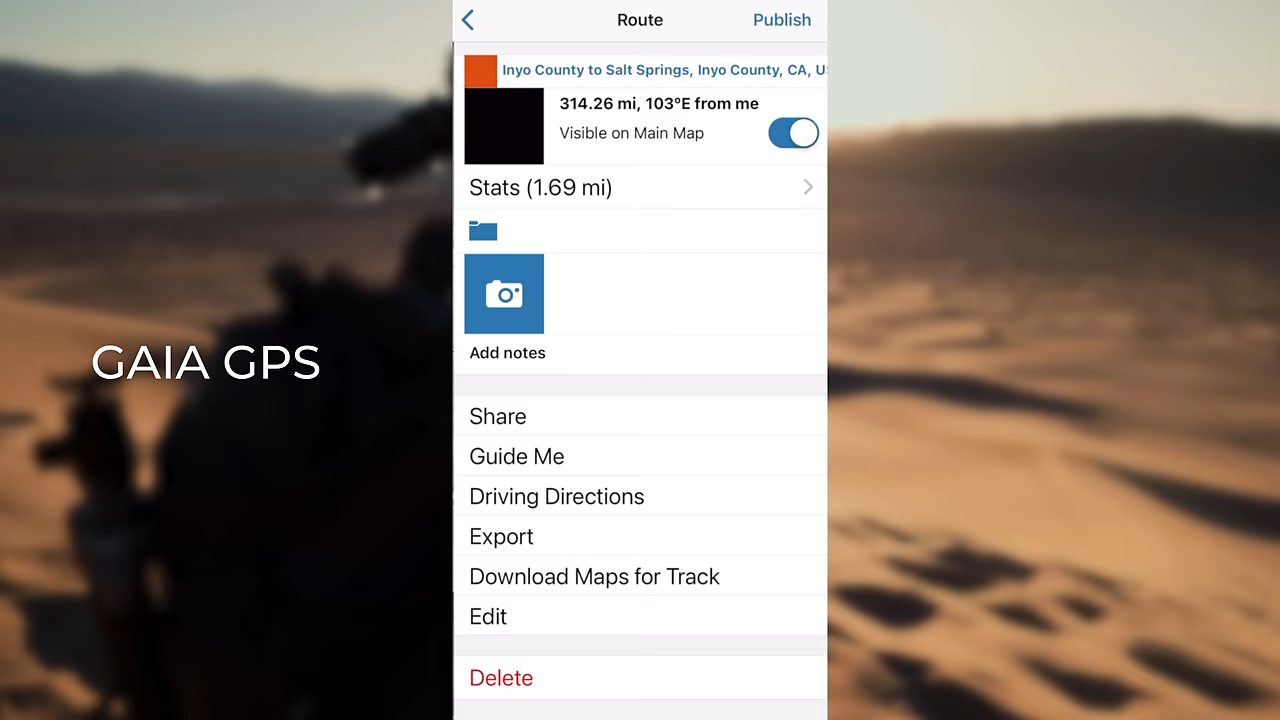 Route
Publish
Inyo County to Salt Springs, Inyo County, CA, U
314.26 mi, 103°E from me
Visible on Main Map
Stats (1.69 mi)
Add notes
GAIA GPS
Share
Guide Me
Driving Directions
Export
Download Maps for Track
Edit
Delete